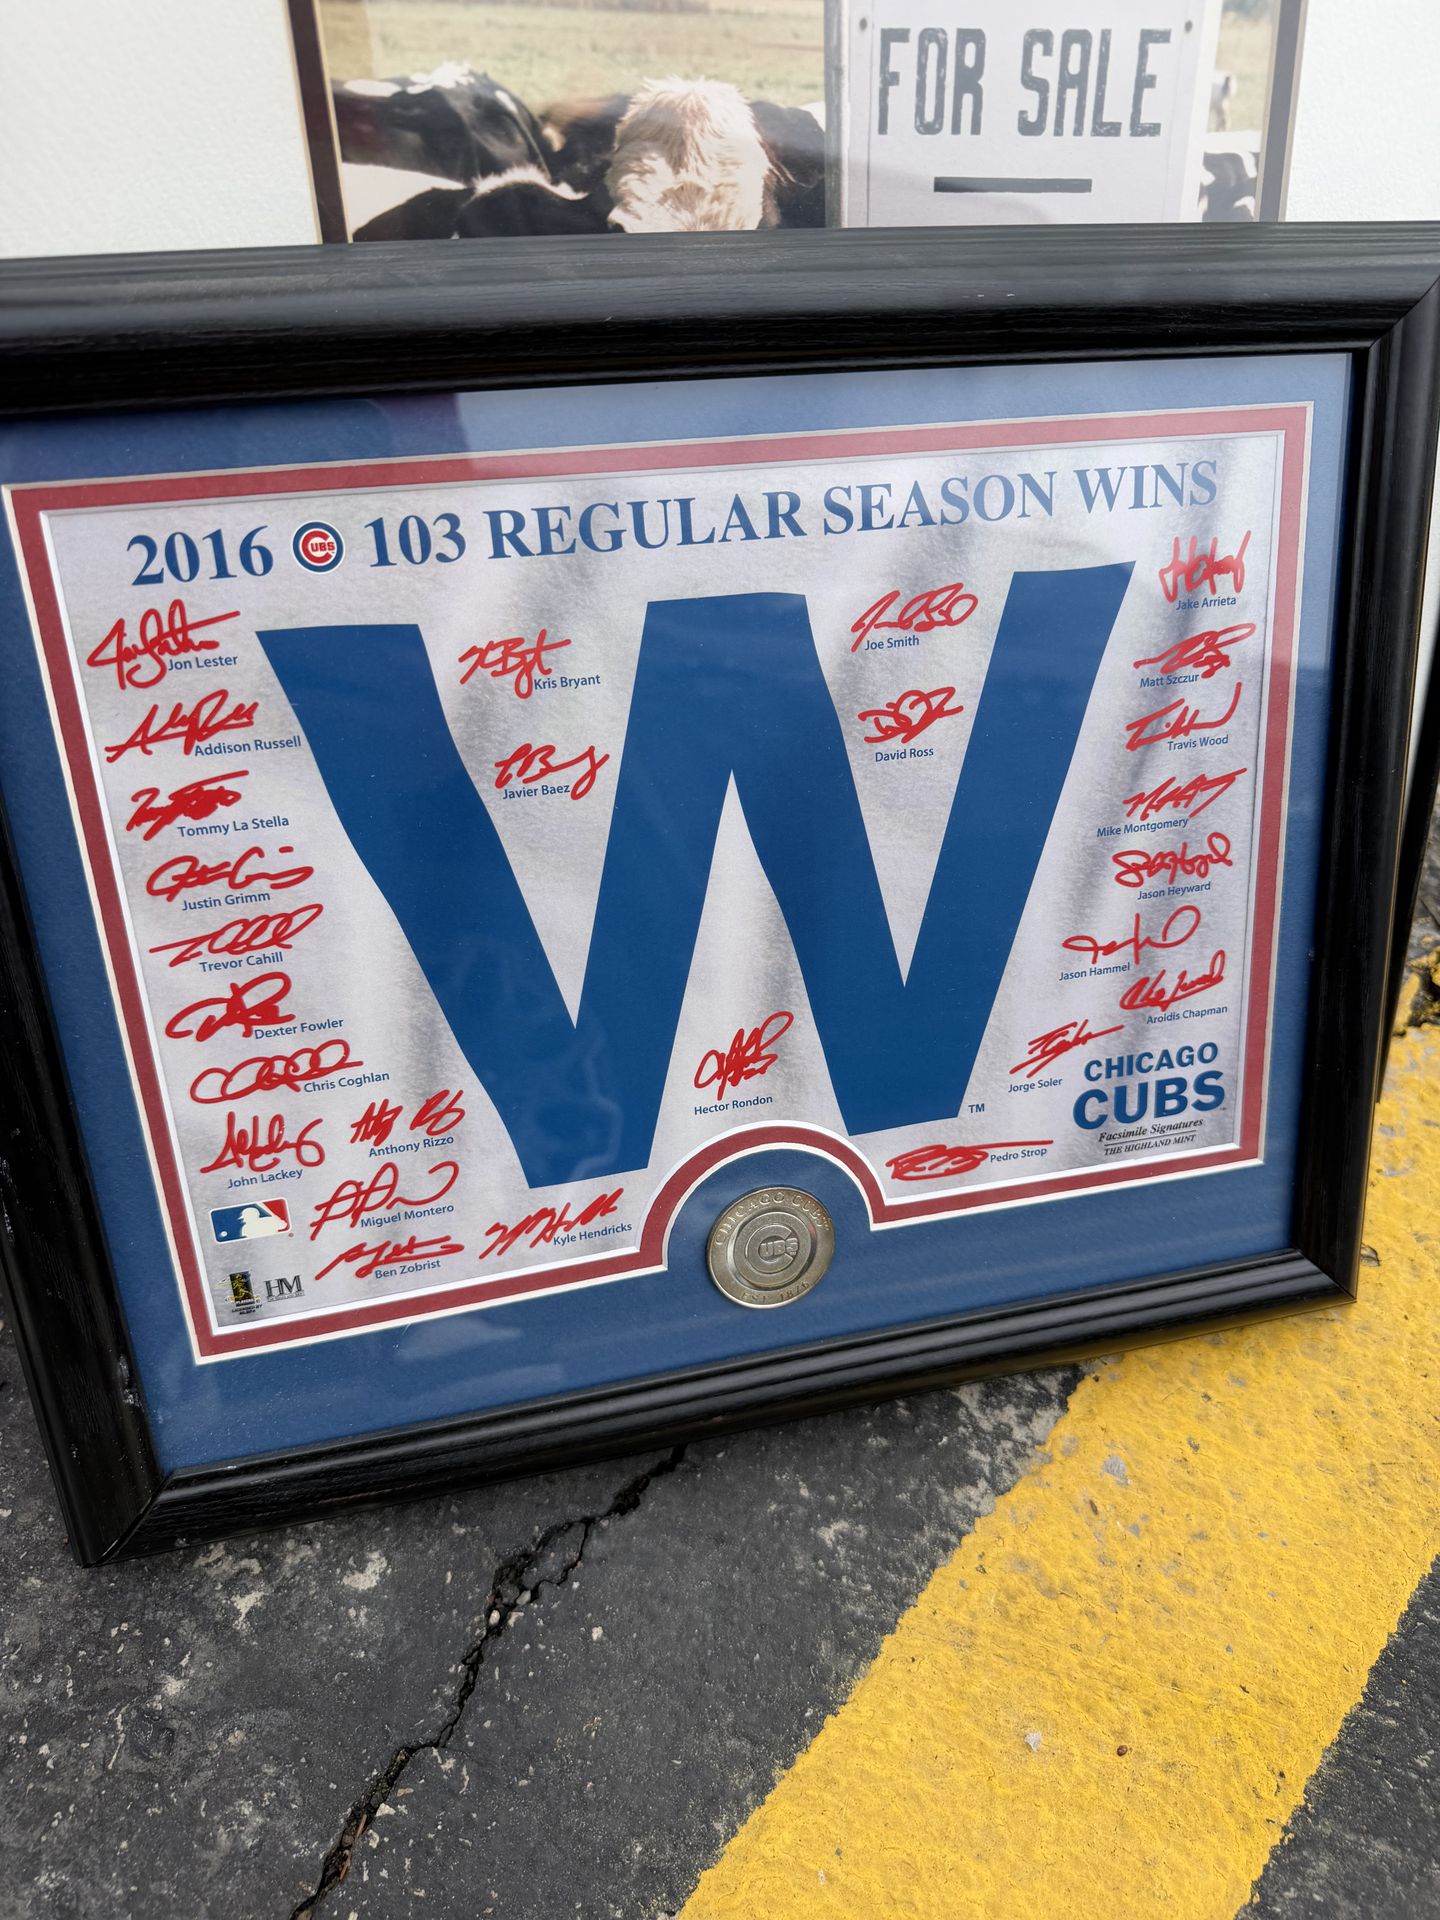 FOR SALE
2016 CUBS 103 REGULAR SEASON WINS
Jon Lester
Addison Russell
Tommy La Stella
Justin Grimm
Trevor Cahill
Dexter Fowler
Chris Coghlan
John Lackey
Anthony Rizzo
Miguel Montero
Ben Zobrist
Kyle Hendricks
Kris Bryant
Javier Baez
W
TM
Hector Rondon
Joe Smith
David Ross
Jake Arrieta
Matt Szczur
Travis Wood
Mike Montgomery
Jason Heyward
Jason Hammel
Aroldis Chapman
Jorge Soler
Pedro Strop
CHICAGO
CUBS
Facsimile Signatures
THE HIGHLAND MINT
HM
CHICAGO CUBS
CUBS
EST. 1876